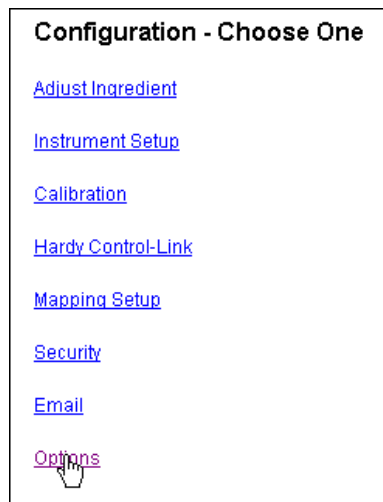 Configuration - Choose One
Adjust Ingredient
Instrument Setup
Calibration
Hardy Control-Link
Mapping Setup
Security
Email
Options